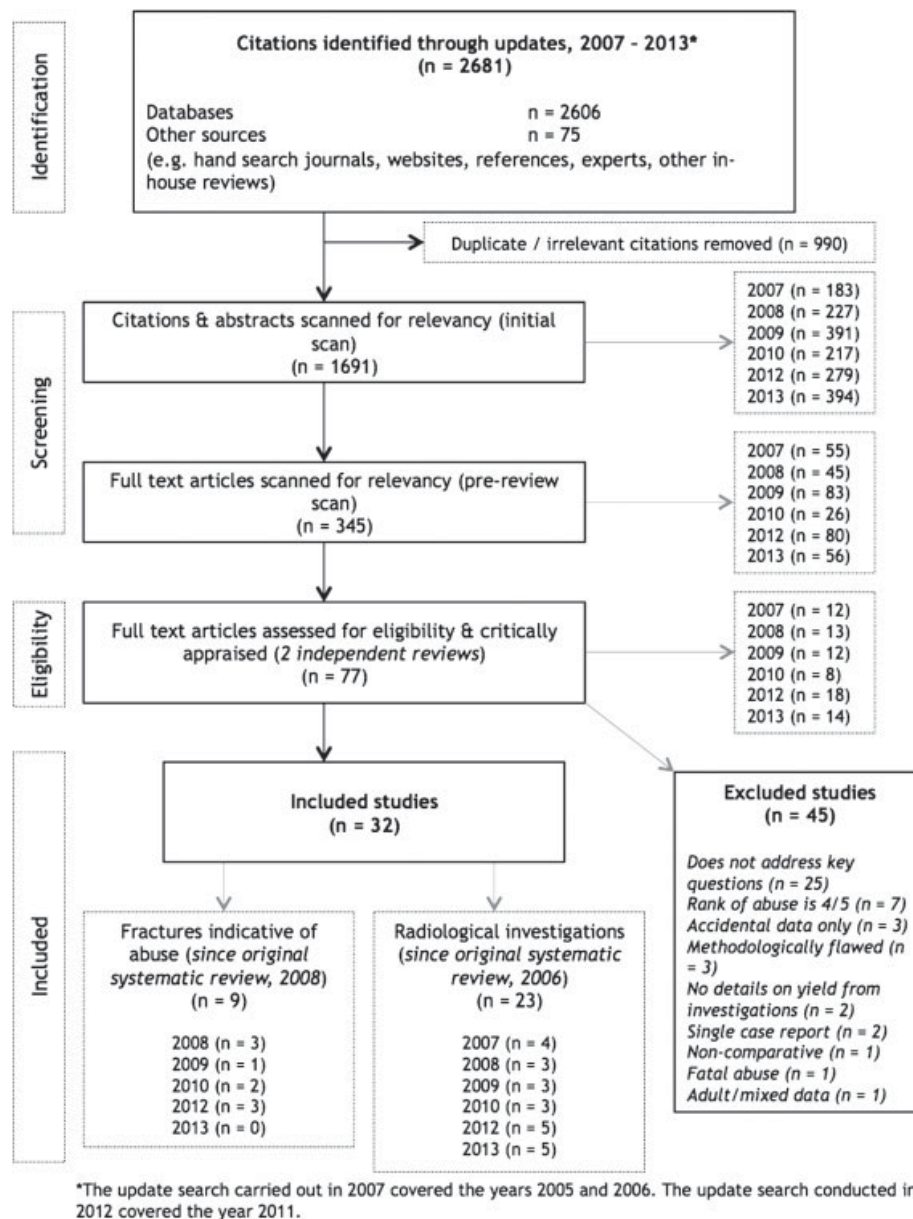 Identification
Citations identified through updates, 2007 – 2013*
(n = 2681)
Databases n = 2606
Other sources n = 75
(e.g. hand search journals, websites, references, experts, other in-
house reviews)
Duplicate / irrelevant citations removed (n = 990)
Screening
Citations & abstracts scanned for relevancy (initial
scan)
(n = 1691)
2007 (n = 183)
2008 (n = 227)
2009 (n = 391)
2010 (n = 217)
2012 (n = 279)
2013 (n = 394)
Full text articles scanned for relevancy (pre-review
scan)
(n = 345)
2007 (n = 55)
2008 (n = 45)
2009 (n = 83)
2010 (n = 26)
2012 (n = 80)
2013 (n = 56)
Eligibility
Full text articles assessed for eligibility & critically
appraised (2 independent reviews)
(n = 77)
2007 (n = 12)
2008 (n = 13)
2009 (n = 12)
2010 (n = 8)
2012 (n = 18)
2013 (n = 14)
Included
Included studies
(n = 32)
Excluded studies
(n = 45)
Does not address key
questions (n = 25)
Rank of abuse is 4/5 (n = 7)
Accidental data only (n = 3)
Methodologically flawed (n
= 3)
No details on yield from
investigations (n = 2)
Single case report (n = 2)
Non-comparative (n = 1)
Fatal abuse (n = 1)
Adult/mixed data (n = 1)
Fractures indicative of
abuse (since original
systematic review, 2008)
(n = 9)
2008 (n = 3)
2009 (n = 1)
2010 (n = 2)
2012 (n = 3)
2013 (n = 0)
Radiological investigations
(since original systematic
review, 2006)
(n = 23)
2007 (n = 4)
2008 (n = 3)
2009 (n = 3)
2010 (n = 3)
2012 (n = 5)
2013 (n = 5)
*The update search carried out in 2007 covered the years 2005 and 2006. The update search conducted in
2012 covered the year 2011.